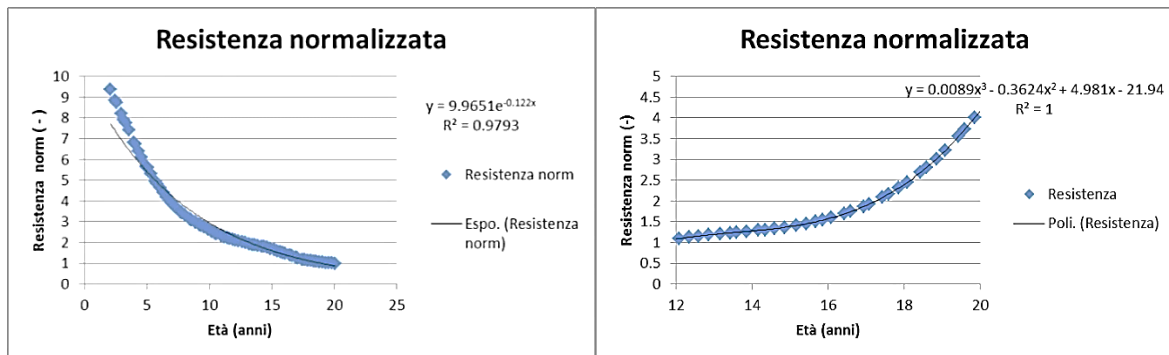 Resistenza normalizzata
10
9
8
7
6
5
4
3
2
1
0
Resistenza norm (-)
0
5
10
15
20
25
Età (anni)
y = 9.9651e^-0.122x
R² = 0.9793
Resistenza norm
Espo. (Resistenza
norm)
Resistenza normalizzata
5
4.5
4
3.5
3
2.5
2
1.5
1
0.5
0
Resistenza norm (-)
12
14
16
18
20
Età (anni)
y = 0.0089x³ - 0.3624x² + 4.981x - 21.94
R² = 1
Resistenza
Poli. (Resistenza)